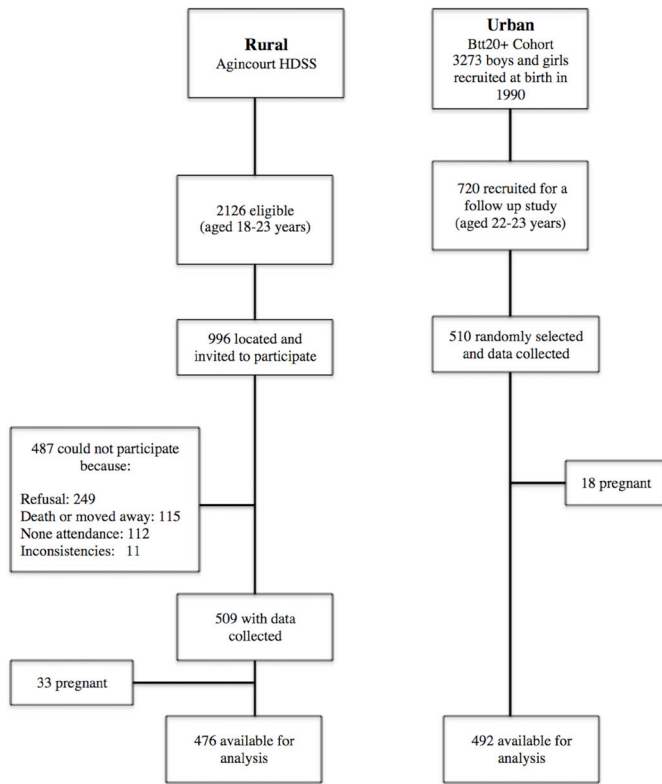 Rural
Agincourt HDSS
2126 eligible
(aged 18-23 years)
996 located and
invited to participate
487 could not participate
because:
Refusal: 249
Death or moved away: 115
None attendance: 112
Inconsistencies: 11
509 with data
collected
33 pregnant
476 available for
analysis
Urban
Btt20+ Cohort
3273 boys and girls
recruited at birth in
1990
720 recruited for a
follow up study
(aged 22-23 years)
510 randomly selected
and data collected
18 pregnant
492 available for
analysis